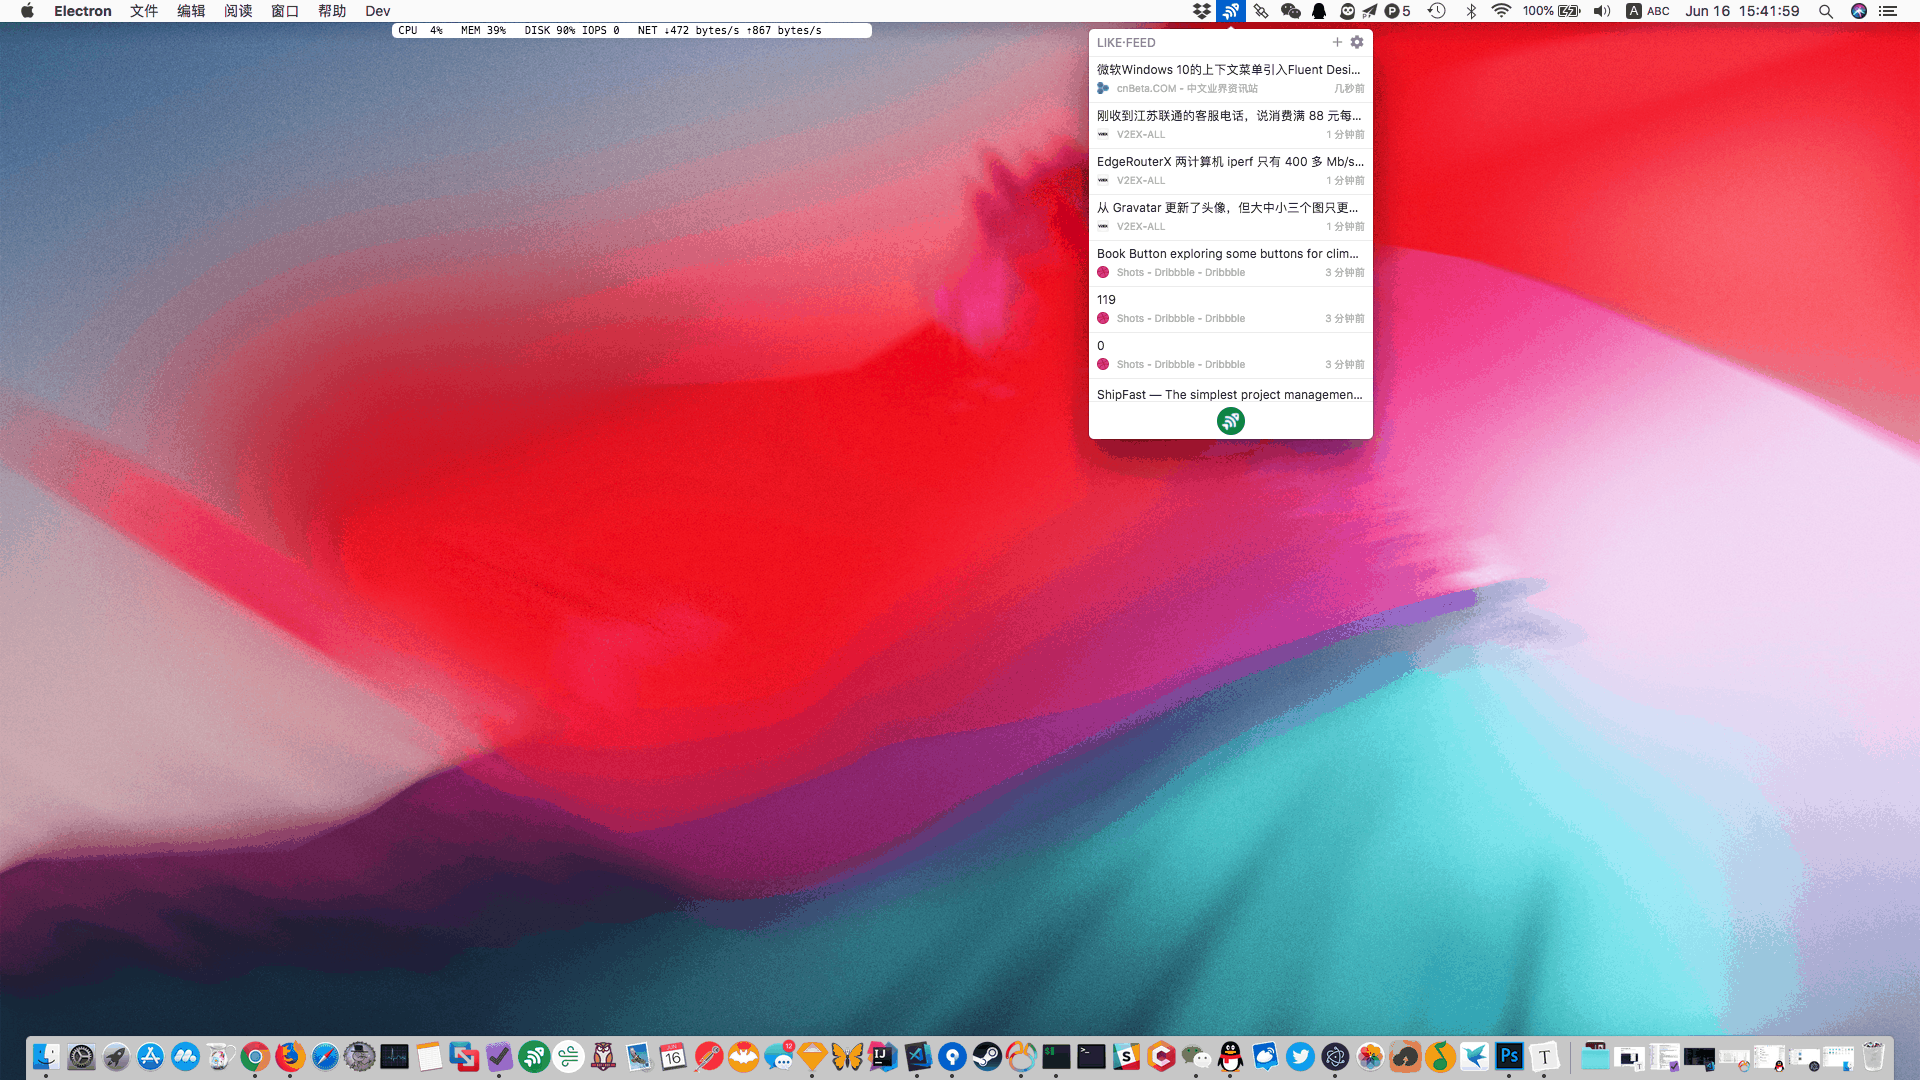 Electron 文件 编辑 阅读 窗口 帮助 Dev P 5 100% A ABC Jun 16 15:41:59
CPU 4% MEM 39% DISK 90% IOPS 0 NET ↓472 bytes/s ↑867 bytes/s
LIKE·FEED
微软Windows 10的上下文菜单引入Fluent Desi...
cnBeta.COM - 中文业界资讯站 几秒前
刚收到江苏联通的客服电话，说消费满 88 元每...
V2EX-ALL 1 分钟前
EdgeRouterX 两计算机 iperf 只有 400 多 Mb/s...
V2EX-ALL 1 分钟前
从 Gravatar 更新了头像，但大中小三个图只更...
V2EX-ALL 1 分钟前
Book Button exploring some buttons for clim...
Shots - Dribbble - Dribbble 3 分钟前
119
Shots - Dribbble - Dribbble 3 分钟前
0
Shots - Dribbble - Dribbble 3 分钟前
ShipFast — The simplest project managemen...
JUN 16 12 IJ S C Ps T